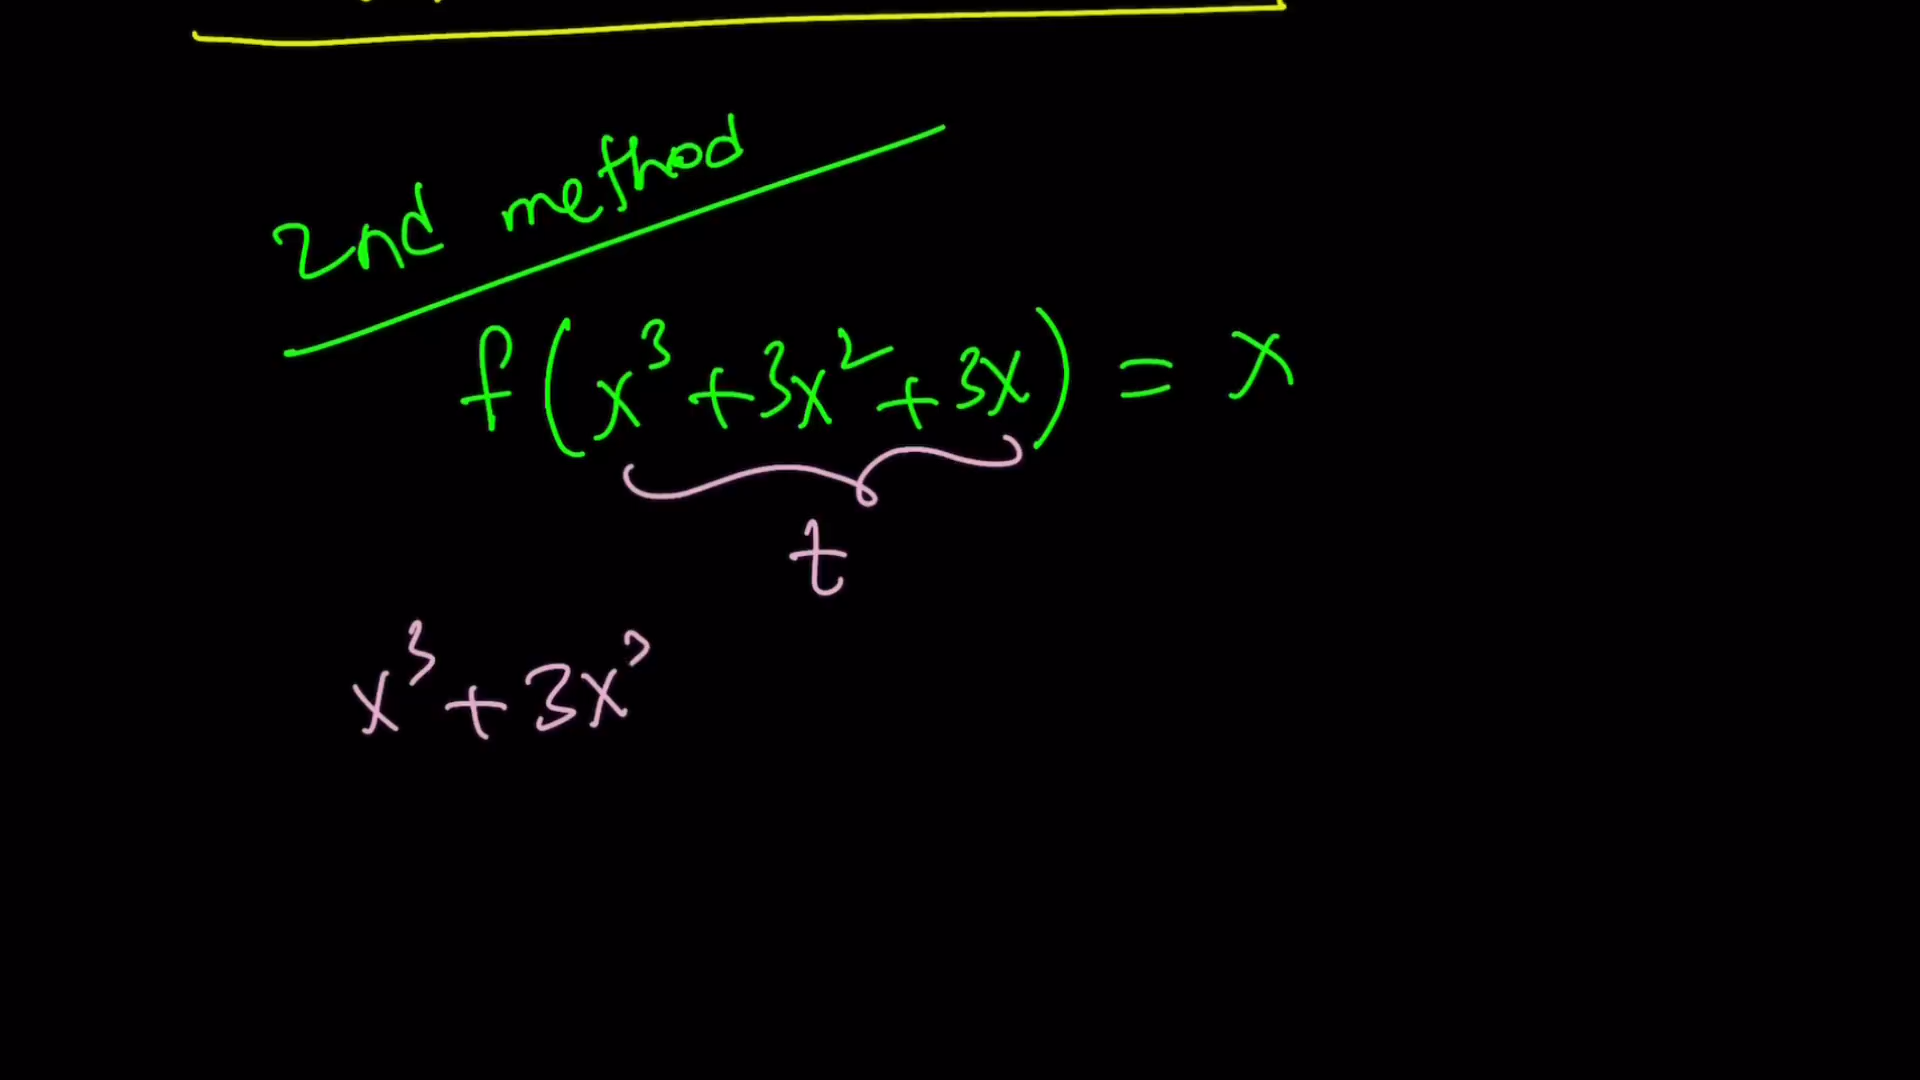 2nd method
f(x³+3x²+3x) = x
t
x³+3x²